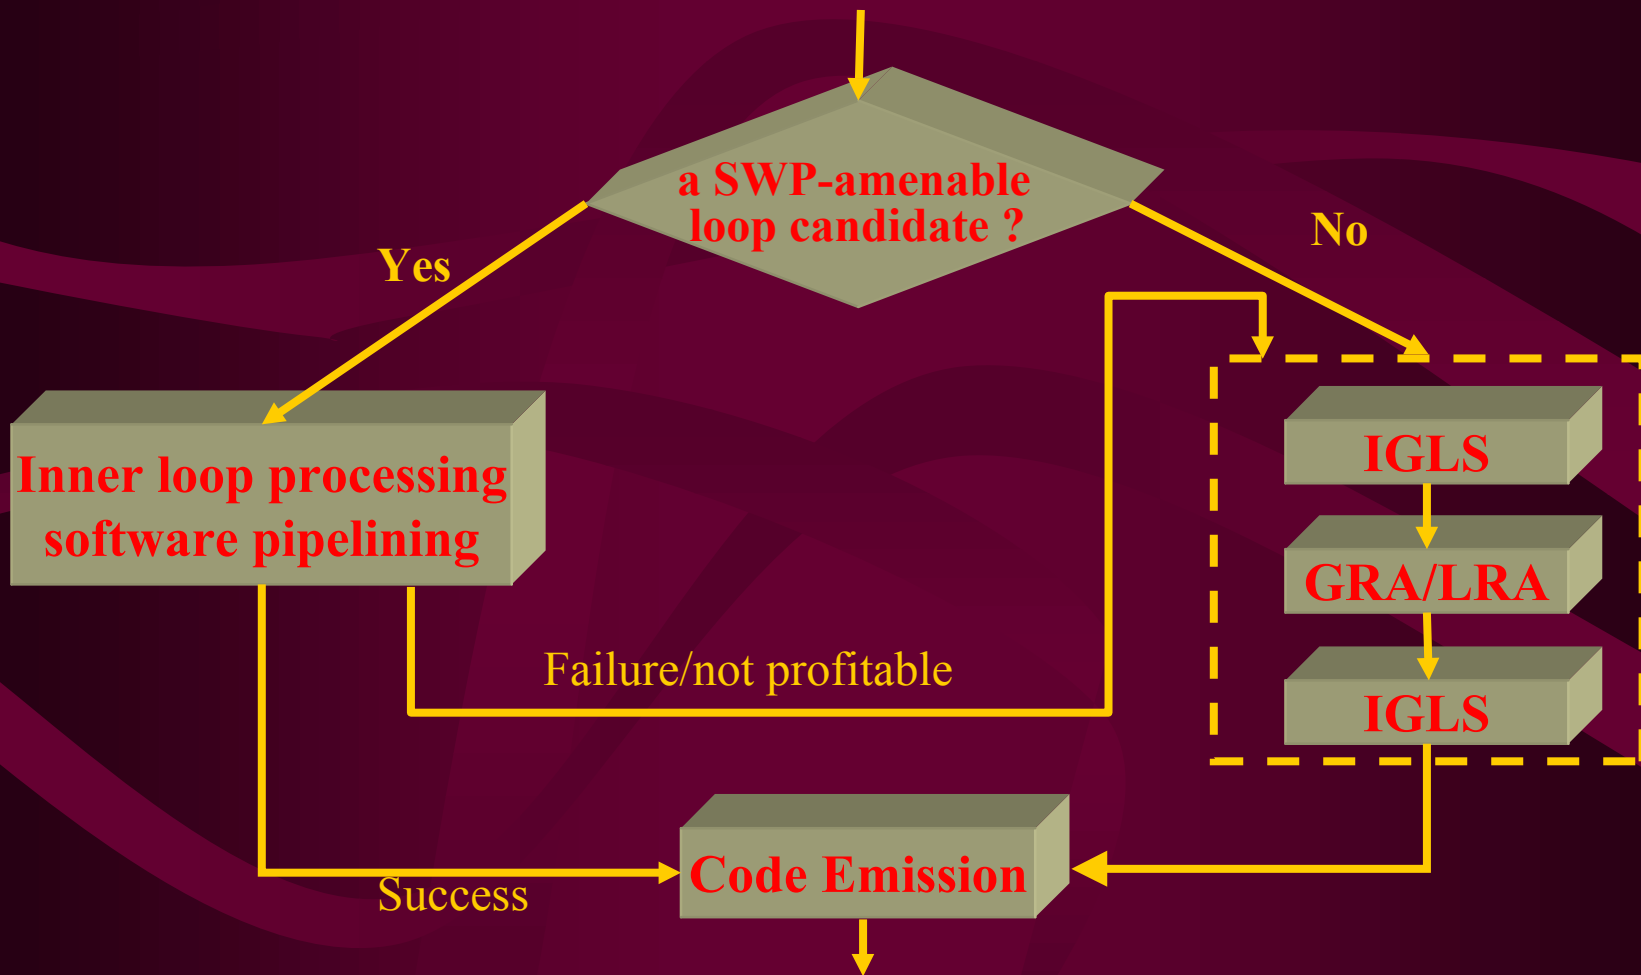 a SWP-amenable
loop candidate ?
Yes
No
Inner loop processing
software pipelining
IGLS
GRA/LRA
IGLS
Failure/not profitable
Success
Code Emission